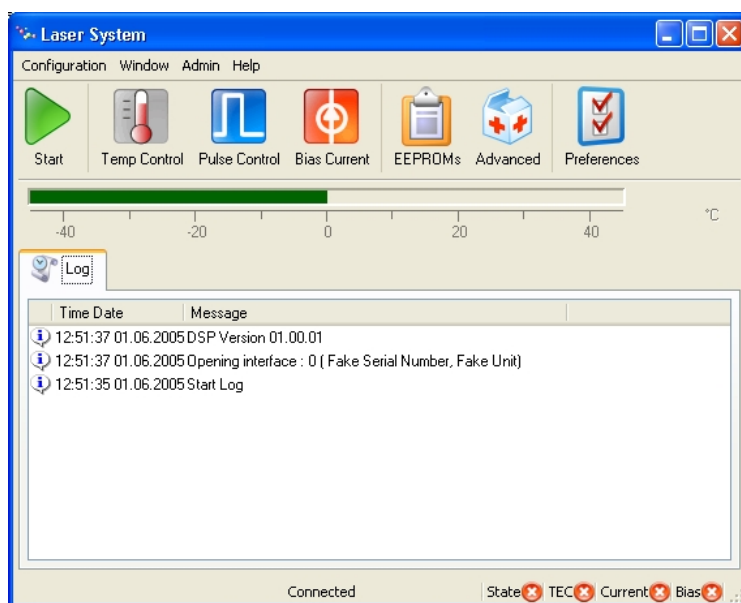 Laser System
Configuration Window Admin Help
Start Temp Control Pulse Control Bias Current EEPROMs Advanced Preferences
-40 -20 0 20 40 °C
Log
Time Date Message
12:51:37 01.06.2005 DSP Version 01.00.01
12:51:37 01.06.2005 Opening interface : 0 ( Fake Serial Number, Fake Unit)
12:51:35 01.06.2005 Start Log
Connected State TEC Current Bias